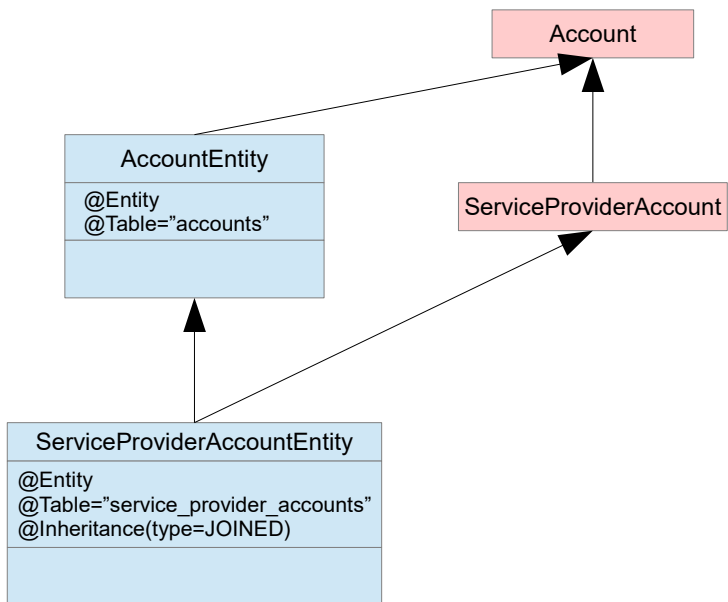 Account
AccountEntity
@Entity
@Table=”accounts”
ServiceProviderAccount
ServiceProviderAccountEntity
@Entity
@Table=”service_provider_accounts”
@Inheritance(type=JOINED)